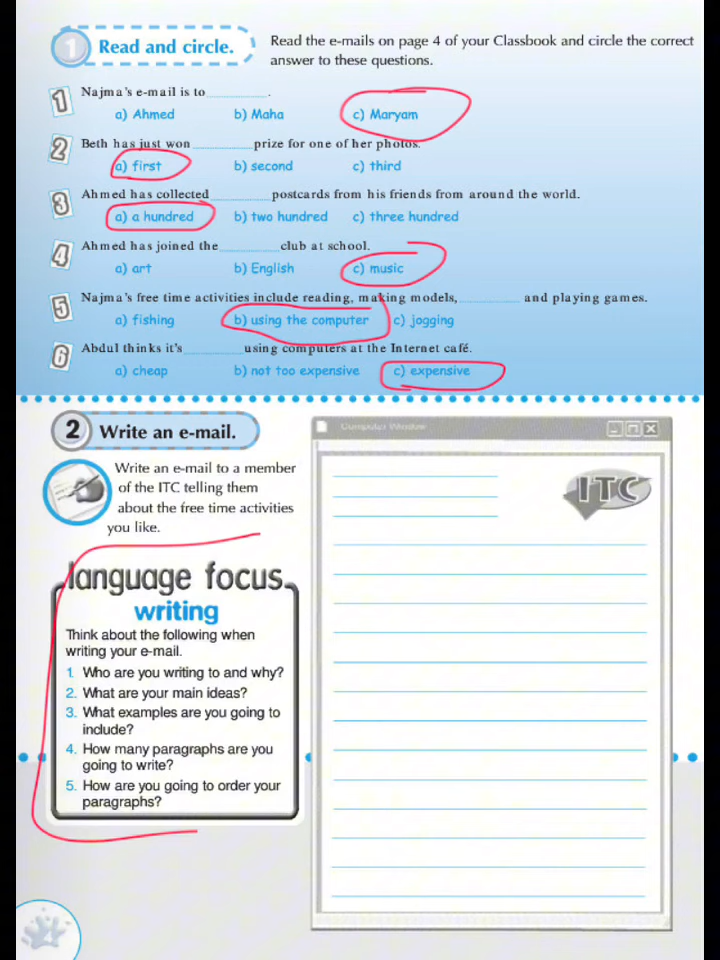 1 Read and circle.
Read the e-mails on page 4 of your Classbook and circle the correct
answer to these questions.
1 Najma's e-mail is to .
a) Ahmed b) Maha c) Maryam
2 Beth has just won prize for one of her photos.
a) first b) second c) third
3 Ahmed has collected postcards from his friends from around the world.
a) a hundred b) two hundred c) three hundred
4 Ahmed has joined the club at school.
a) art b) English c) music
5 Najma's free time activities include reading, making models, and playing games.
a) fishing b) using the computer c) jogging
6 Abdul thinks it's using computers at the Internet café.
a) cheap b) not too expensive c) expensive
2 Write an e-mail.
Write an e-mail to a member
of the ITC telling them
about the free time activities
you like.
language focus
writing
Think about the following when
writing your e-mail.
1. Who are you writing to and why?
2. What are your main ideas?
3. What examples are you going to
include?
4. How many paragraphs are you
going to write?
5. How are you going to order your
paragraphs?
Computer Window
ITC
4